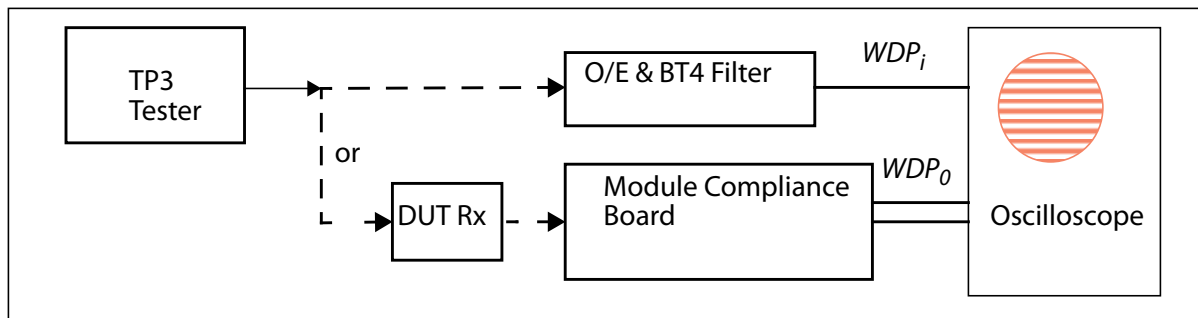 TP3
Tester
or
O/E & BT4 Filter
WDPi
DUT Rx
Module Compliance
Board
WDP0
Oscilloscope